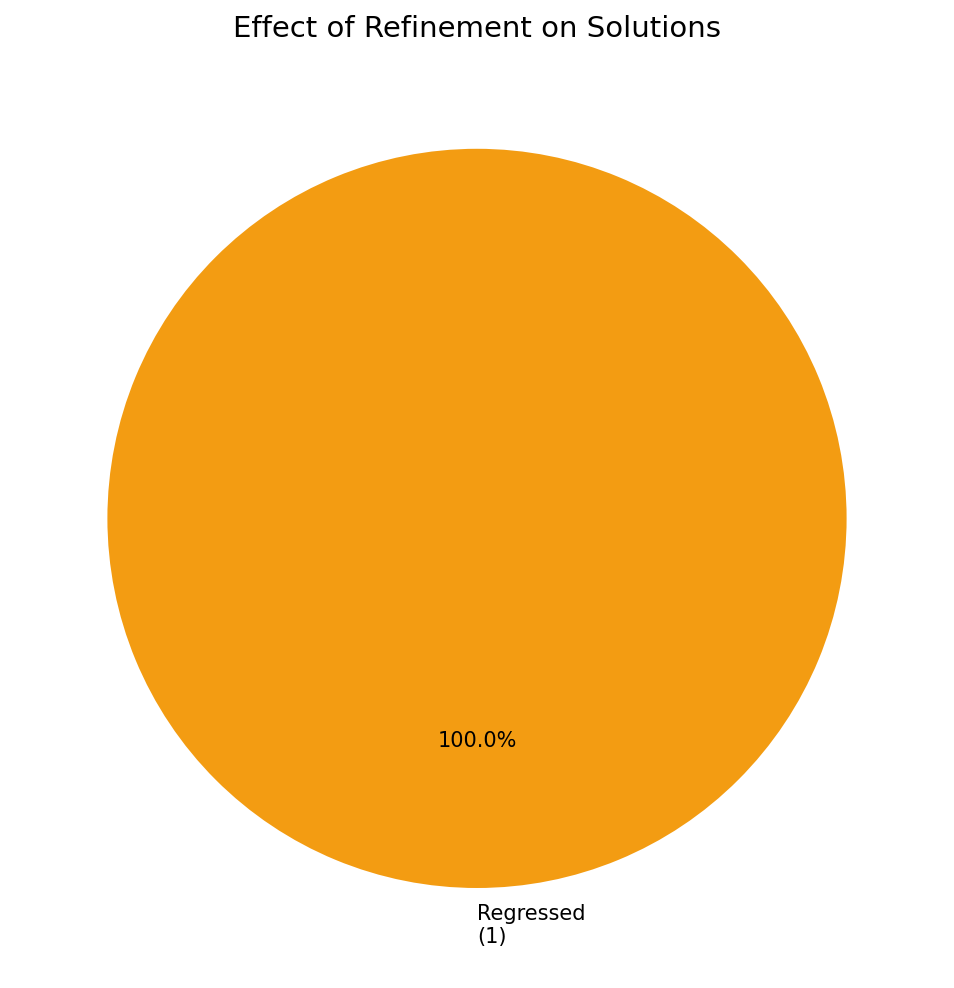 Effect of Refinement on Solutions
100.0%
Regressed
(1)